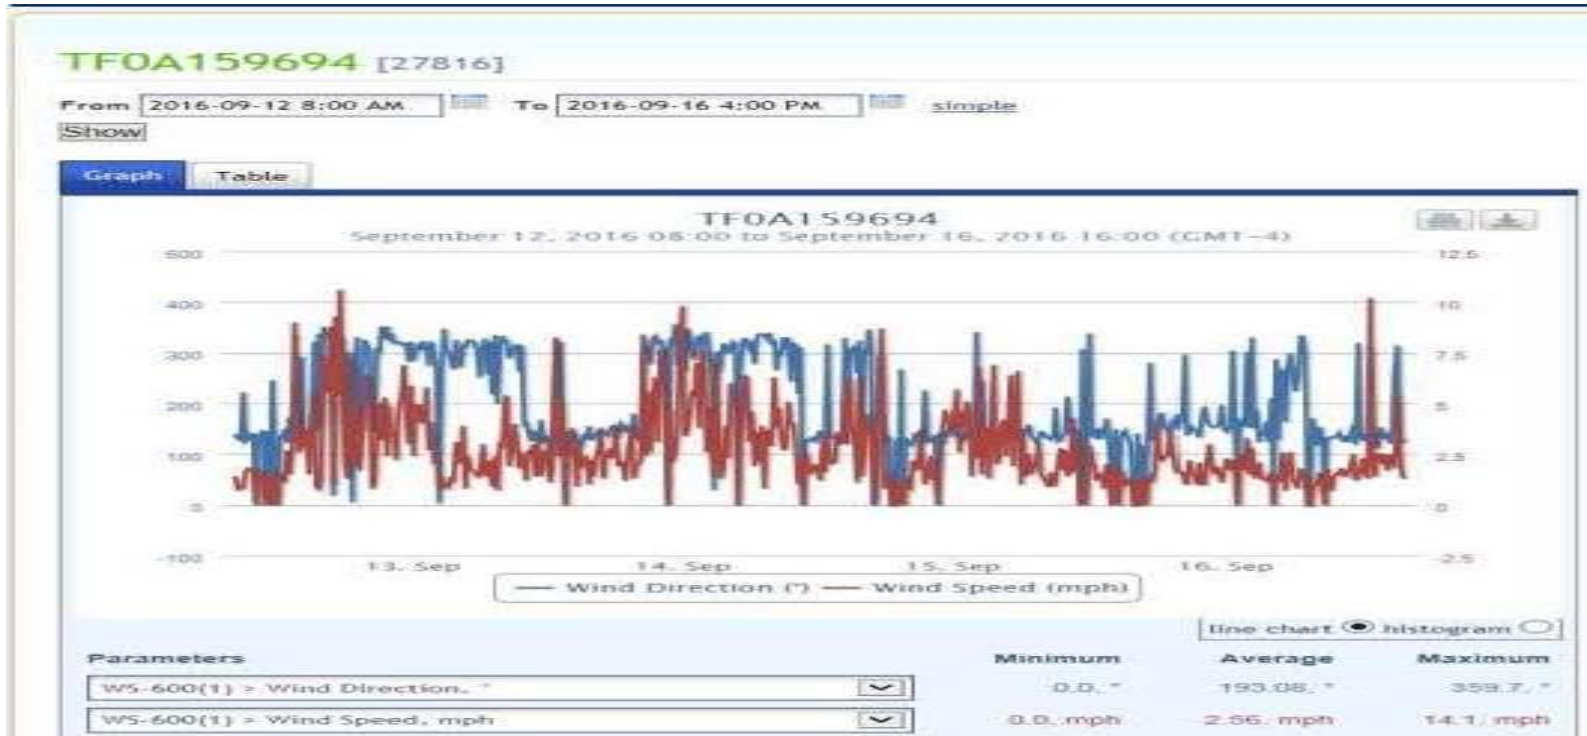 TF0A159694 [27816]
From 2016-09-12 8:00 AM To 2016-09-16 4:00 PM simple
Show
Graph Table
TF0A159694
September 12, 2016 08:00 to September 16, 2016 16:00 (GMT-4)
500 12.5
400 10
300 7.5
200 5
100 2.5
0 0
-100 -2.5
13. Sep 14. Sep 15. Sep 16. Sep
Wind Direction (°) Wind Speed (mph)
line chart histogram
Parameters Minimum Average Maximum
WS-600(1) > Wind Direction, ° 0.0, ° 193.08, ° 359.7, °
WS-600(1) > Wind Speed, mph 0.0, mph 2.56, mph 14.1, mph